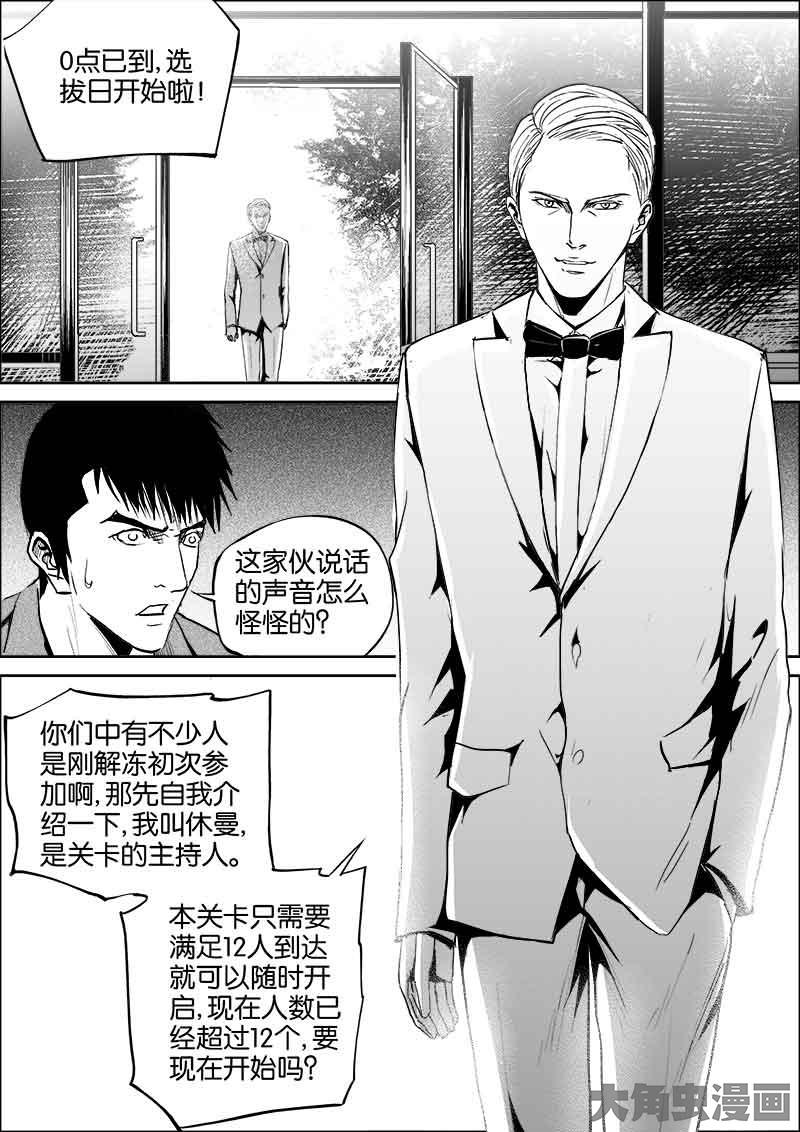 0点已到,选
拔日开始啦!
这家伙说话
的声音怎么
怪怪的?
你们中有不少人
是刚解冻初次参
加啊,那先自我介
绍一下,我叫休曼,
是关卡的主持人。
本关卡只需要
满足12人到达
就可以随时开
启,现在人数已
经超过12个,要
现在开始吗?
大角虫漫画